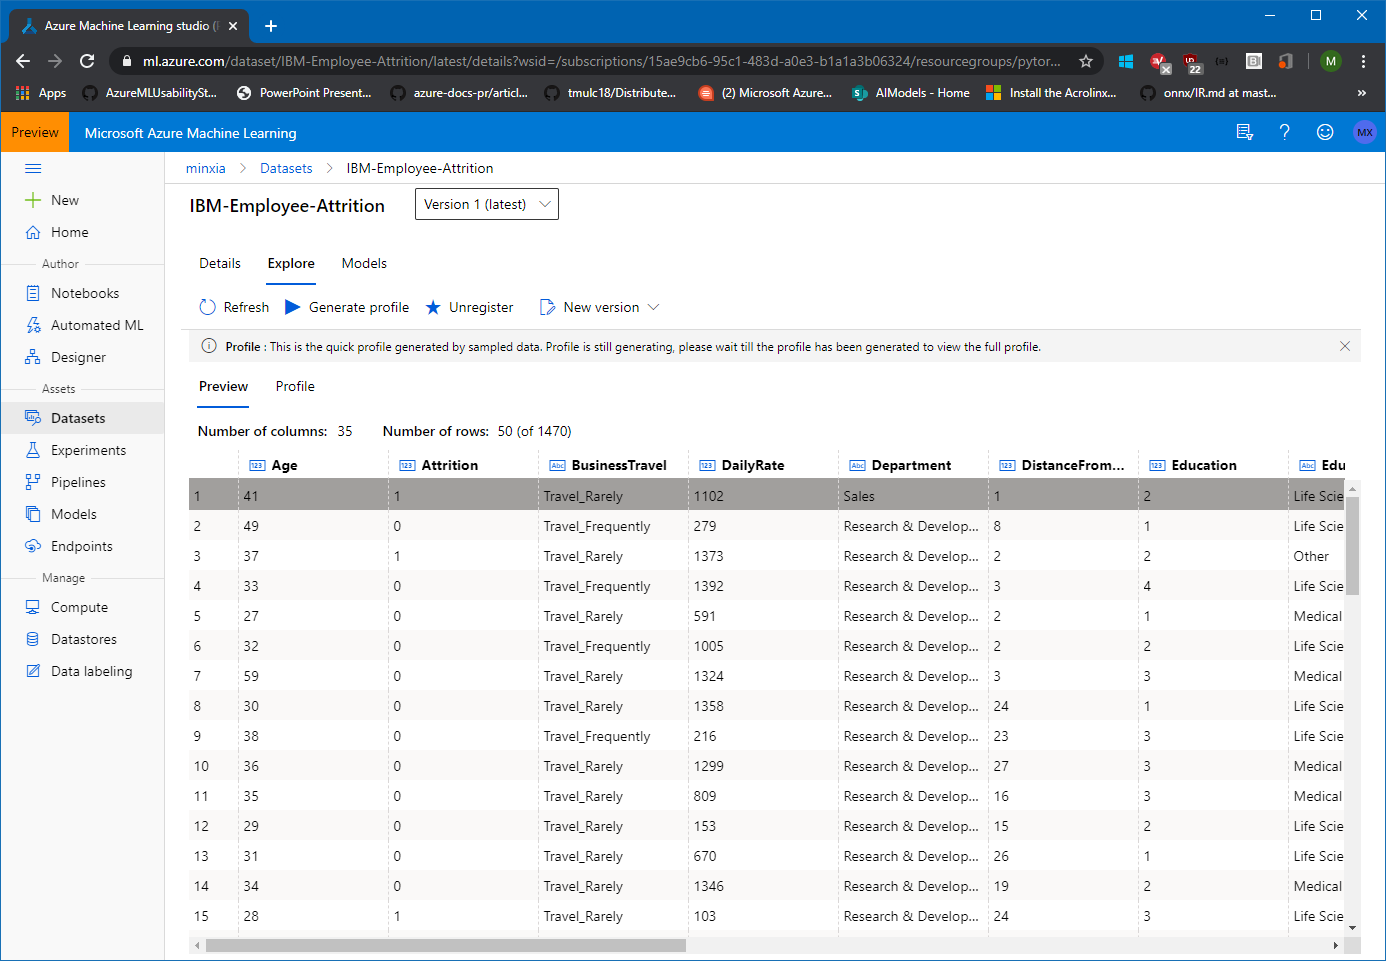 Azure Machine Learning studio (
ml.azure.com/dataset/IBM-Employee-Attrition/latest/details?wsid=/subscriptions/15ae9cb6-95c1-483d-a0e3-b1a1a3b06324/resourcegroups/pytor...
22
M
Apps AzureMLUsabilitySt... PowerPoint Present... azure-docs-pr/articl... tmulc18/Distribute... (2) Microsoft Azure... AIModels - Home Install the Acrolinx... onnx/IR.md at mast... »
Preview Microsoft Azure Machine Learning ? MX
minxia > Datasets > IBM-Employee-Attrition
New
Home
Author
Notebooks
Automated ML
Designer
Assets
Datasets
Experiments
Pipelines
Models
Endpoints
Manage
Compute
Datastores
Data labeling
IBM-Employee-Attrition Version 1 (latest)
Details Explore Models
Refresh Generate profile Unregister New version
Profile : This is the quick profile generated by sampled data. Profile is still generating, please wait till the profile has been generated to view the full profile.
Preview Profile
Number of columns: 35 Number of rows: 50 (of 1470)
123 Age 123 Attrition Abc BusinessTravel 123 DailyRate Abc Department 123 DistanceFrom... 123 Education Abc Edu
1 41 1 Travel_Rarely 1102 Sales 1 2 Life Scie
2 49 0 Travel_Frequently 279 Research & Develop... 8 1 Life Scie
3 37 1 Travel_Rarely 1373 Research & Develop... 2 2 Other
4 33 0 Travel_Frequently 1392 Research & Develop... 3 4 Life Scie
5 27 0 Travel_Rarely 591 Research & Develop... 2 1 Medical
6 32 0 Travel_Frequently 1005 Research & Develop... 2 2 Life Scie
7 59 0 Travel_Rarely 1324 Research & Develop... 3 3 Medical
8 30 0 Travel_Rarely 1358 Research & Develop... 24 1 Life Scie
9 38 0 Travel_Frequently 216 Research & Develop... 23 3 Life Scie
10 36 0 Travel_Rarely 1299 Research & Develop... 27 3 Medical
11 35 0 Travel_Rarely 809 Research & Develop... 16 3 Medical
12 29 0 Travel_Rarely 153 Research & Develop... 15 2 Life Scie
13 31 0 Travel_Rarely 670 Research & Develop... 26 1 Life Scie
14 34 0 Travel_Rarely 1346 Research & Develop... 19 2 Medical
15 28 1 Travel_Rarely 103 Research & Develop... 24 3 Life Scie